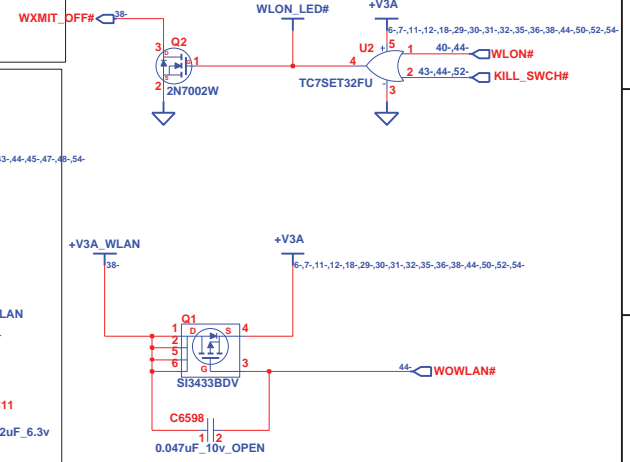 WXMIT_OFF#
38-
WLON_LED#
+V3A
6-,7-,11-,12-,18-,29-,30-,31-,32-,35-,36-,38-,44-,50-,52-,54-
Q2
3
D
1
G
S
2
2N7002W
U2
+
5
4
1
40-,44-
WLON#
2
43-,44-,52-
KILL_SWCH#
TC7SET32FU
-
3
43-,44-,45-,47-,48-,54-
+V3A_WLAN
38-
+V3A
6-,7-,11-,12-,18-,29-,30-,31-,32-,35-,36-,38-,44-,50-,52-,54-
Q1
1
D
S
4
2
5
6
G
3
SI3433BDV
44-
WOWLAN#
LAN
C6598
1
2
0.047uF_10v_OPEN
11
2uF_6.3v